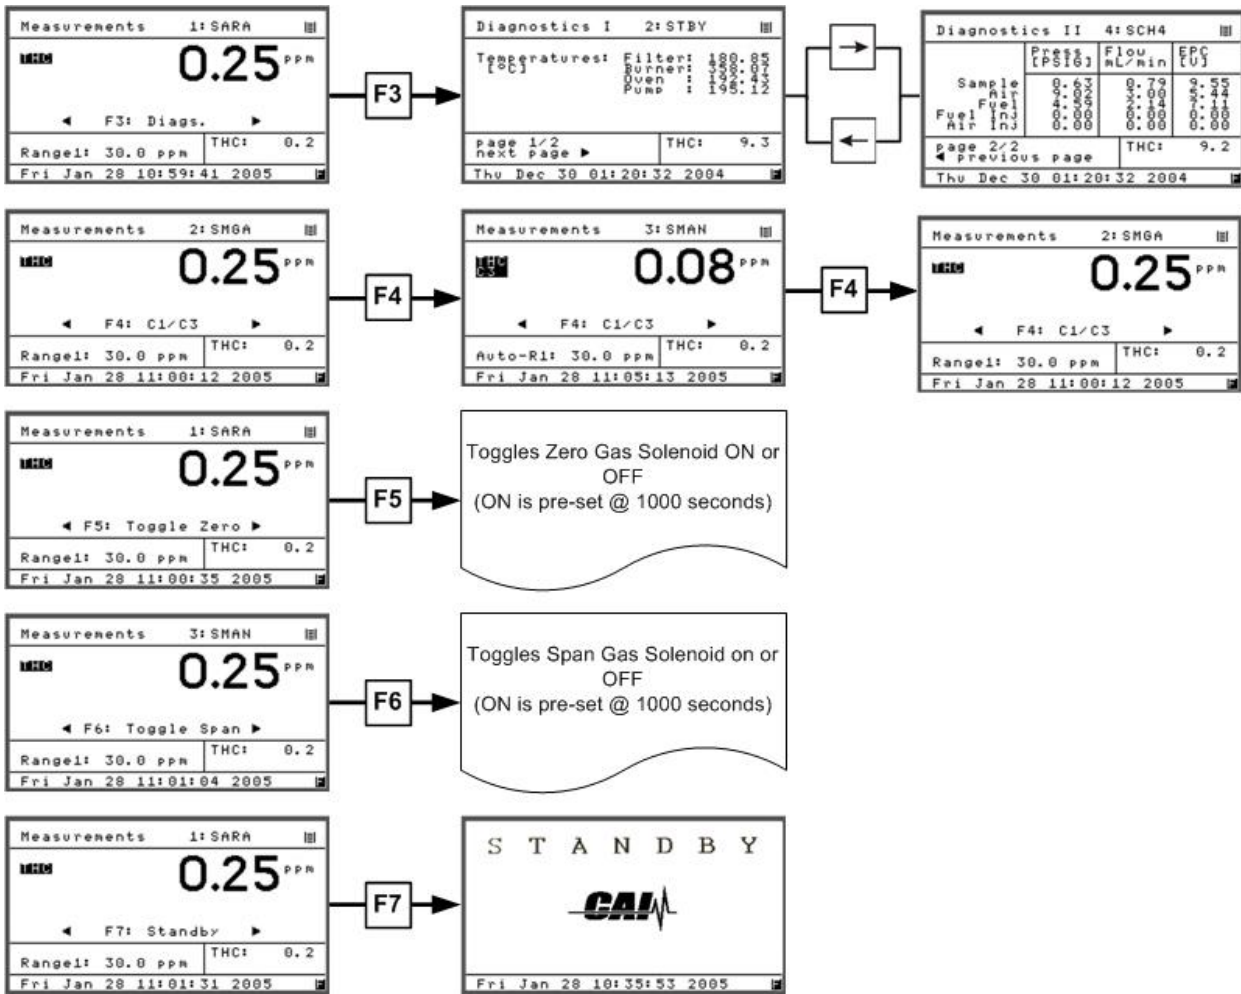 Measurements 1:SARA
THC 0.25 ppm
◄ F3: Diags. ►
Range1: 30.0 ppm THC: 0.2
Fri Jan 28 10:59:41 2005
F3
Diagnostics I 2:STBY
Temperatures: Filter: 180.85
[°C] Burner: 358.07
Oven : 192.43
Pump : 195.12
page 1/2
next page ► THC: 9.3
Thu Dec 30 01:20:32 2004
→
←
Diagnostics II 4:SCH4
Press Flow EPC
[PSIG] mL/min [V]
Sample 0.63 0.79 9.55
Air 9.02 3.00 5.44
Fuel 4.59 2.14 7.11
Fuel Inj 0.00 0.00 0.00
Air Inj 0.00 0.00 0.00
page 2/2
◄ previous page THC: 9.2
Thu Dec 30 01:20:32 2004
Measurements 2:SMGA
THC 0.25 ppm
◄ F4: C1/C3 ►
Range1: 30.0 ppm THC: 0.2
Fri Jan 28 11:00:12 2005
F4
Measurements 3:SMAN
THC C3 0.08 ppm
◄ F4: C1/C3 ►
Auto-R1: 30.0 ppm THC: 0.2
Fri Jan 28 11:05:13 2005
F4
Measurements 2:SMGA
THC 0.25 ppm
◄ F4: C1/C3 ►
Range1: 30.0 ppm THC: 0.2
Fri Jan 28 11:00:12 2005
Measurements 1:SARA
THC 0.25 ppm
◄ F5: Toggle Zero ►
Range1: 30.0 ppm THC: 0.2
Fri Jan 28 11:00:35 2005
F5
Toggles Zero Gas Solenoid ON or
OFF
(ON is pre-set @ 1000 seconds)
Measurements 3:SMAN
THC 0.25 ppm
◄ F6: Toggle Span ►
Range1: 30.0 ppm THC: 0.2
Fri Jan 28 11:01:04 2005
F6
Toggles Span Gas Solenoid on or
OFF
(ON is pre-set @ 1000 seconds)
Measurements 1:SARA
THC 0.25 ppm
◄ F7: Standby ►
Range1: 30.0 ppm THC: 0.2
Fri Jan 28 11:01:31 2005
F7
S T A N D B Y
CAI
Fri Jan 28 10:35:53 2005